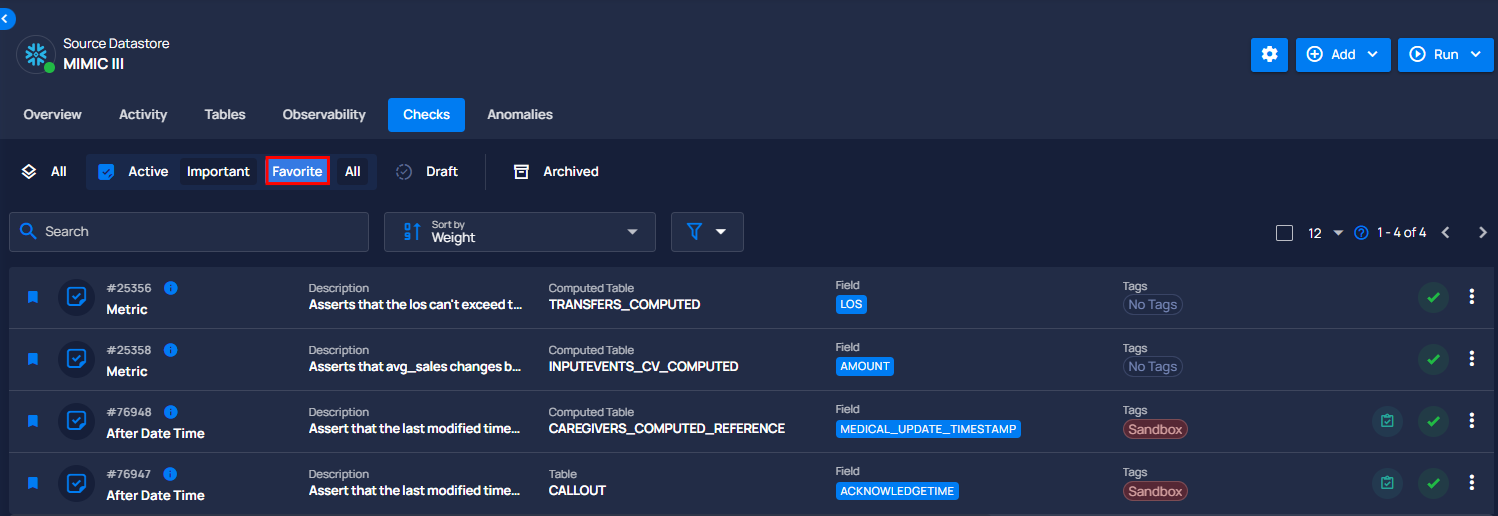 Source Datastore
MIMIC III
Add
Run
Overview Activity Tables Observability Checks Anomalies
All Active Important Favorite All Draft Archived
Search
Sort by
Weight
12 1 - 4 of 4
#25356
Metric
Description
Asserts that the los can't exceed t...
Computed Table
TRANSFERS_COMPUTED
Field
LOS
Tags
No Tags
#25358
Metric
Description
Asserts that avg_sales changes b...
Computed Table
INPUTEVENTS_CV_COMPUTED
Field
AMOUNT
Tags
No Tags
#76948
After Date Time
Description
Assert that the last modified time...
Computed Table
CAREGIVERS_COMPUTED_REFERENCE
Field
MEDICAL_UPDATE_TIMESTAMP
Tags
Sandbox
#76947
After Date Time
Description
Assert that the last modified time...
Table
CALLOUT
Field
ACKNOWLEDGETIME
Tags
Sandbox